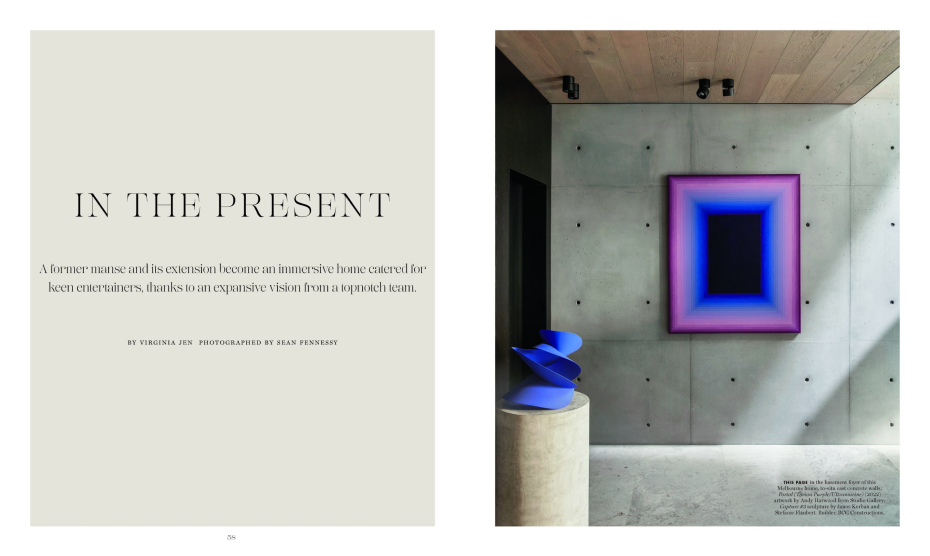 IN THE PRESENT
A former manse and its extension become an immersive home catered for
keen entertainers, thanks to an expansive vision from a topnotch team.
BY VIRGINIA JEN PHOTOGRAPHED BY SEAN FENNESSY
THIS PAGE In the basement foyer of this
Melbourne home, in-situ cast concrete walls;
Portal (Tyrian Purple/Ultramarine) (2022)
artwork by Andy Harwood from Studio Gallery;
Capture #3 sculpture by James Kerban and
Stefanie Flaubert. Builder, BCG Constructions.
58